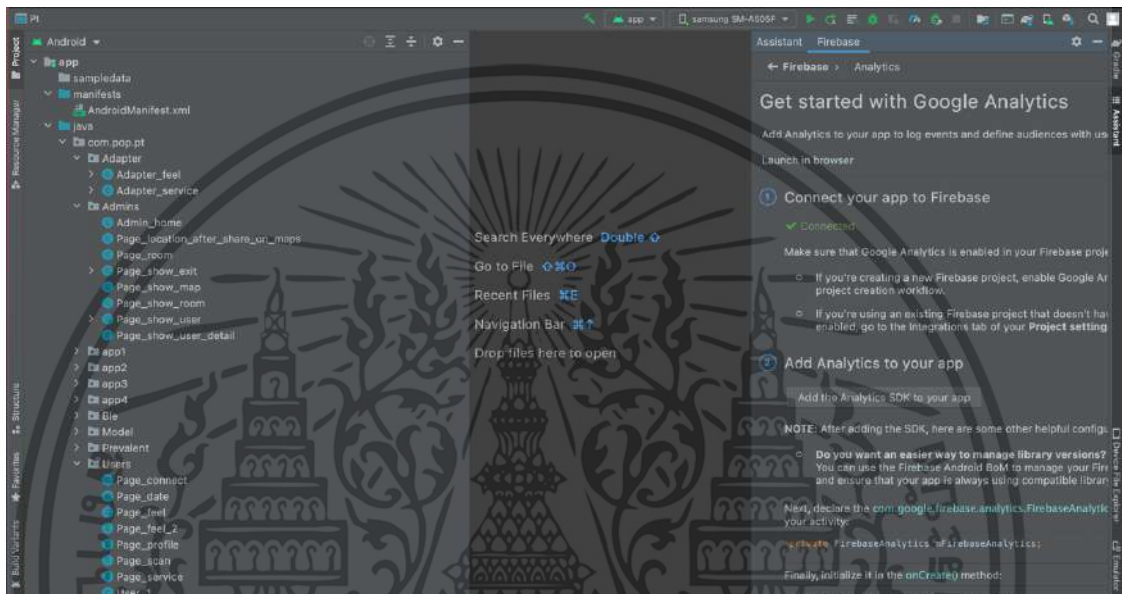 Pt
app
samsung SM-A505F
Project
Android
app
sampledata
manifests
AndroidManifest.xml
java
com.pop.pt
Adapter
Adapter_feel
Adapter_service
Admins
Admin_home
Page_location_after_share_on_maps
Page_room
Page_show_exit
Page_show_map
Page_show_room
Page_show_user
Page_show_user_detail
app1
app2
app3
app4
Ble
Model
Prevalent
Users
Page_connect
Page_date
Page_feel
Page_feel_2
Page_profile
Page_scan
Page_service
User_1
Resource Manager
Structure
Favorites
Build Variants
Search Everywhere Double ⇧
Go to File ⇧⌘O
Recent Files ⌘E
Navigation Bar ⌘↑
Drop files here to open
Assistant Firebase
← Firebase › Analytics
Get started with Google Analytics
Add Analytics to your app to log events and define audiences with us
Launch in browser
1 Connect your app to Firebase
✓ Connected
Make sure that Google Analytics is enabled in your Firebase proje
If you're creating a new Firebase project, enable Google Ar
project creation workflow.
If you're using an existing Firebase project that doesn't ha
enabled, go to the Integrations tab of your Project setting
2 Add Analytics to your app
Add the Analytics SDK to your app
NOTE: After adding the SDK, here are some other helpful configu
Do you want an easier way to manage library versions?
You can use the Firebase Android BoM to manage your Fire
and ensure that your app is always using compatible librar
Next, declare the com.google.firebase.analytics.FirebaseAnalytic
your activity:
private FirebaseAnalytics mFirebaseAnalytics;
Finally, initialize it in the onCreate() method:
Gradle
Assistant
Device File Explorer
Emulator